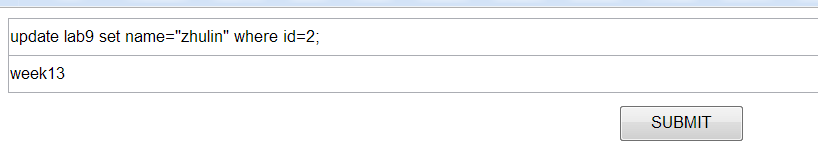 update lab9 set name="zhulin" where id=2;
week13
SUBMIT